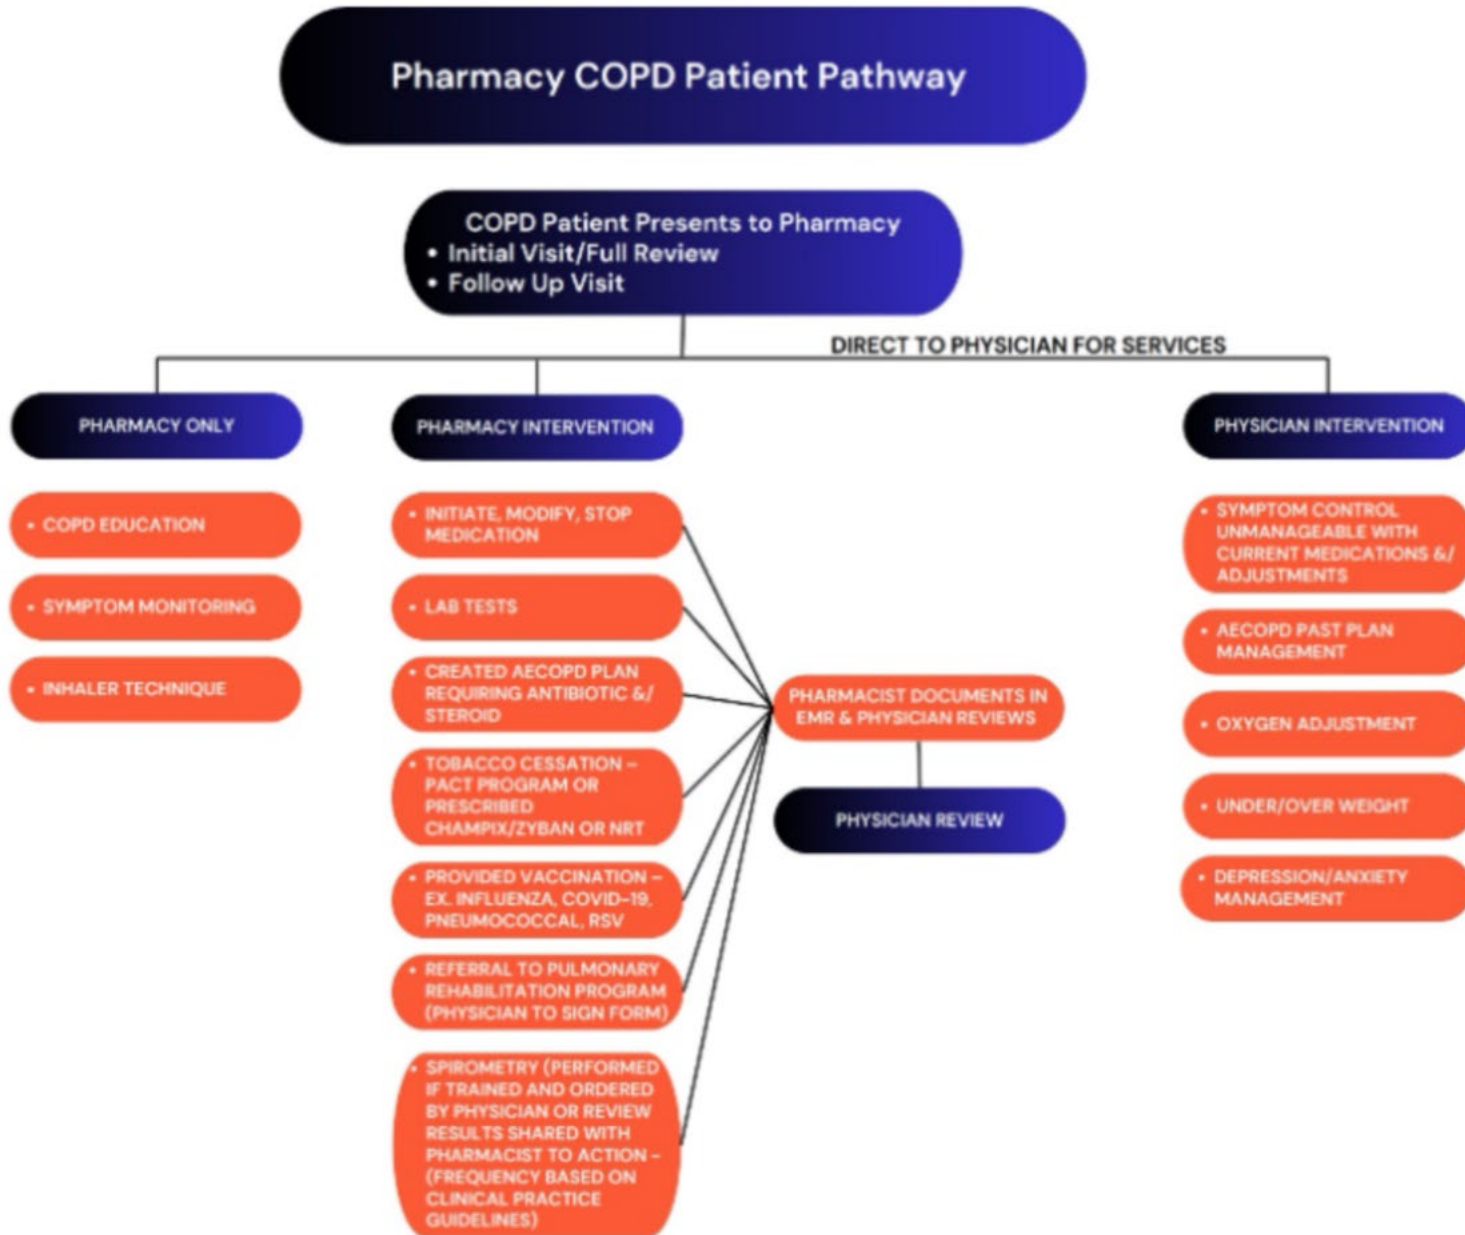 Pharmacy COPD Patient Pathway
COPD Patient Presents to Pharmacy
• Initial Visit/Full Review
• Follow Up Visit
DIRECT TO PHYSICIAN FOR SERVICES
PHARMACY ONLY
• COPD EDUCATION
• SYMPTOM MONITORING
• INHALER TECHNIQUE
PHARMACY INTERVENTION
• INITIATE, MODIFY, STOP
MEDICATION
• LAB TESTS
• CREATED AECOPD PLAN
REQUIRING ANTIBIOTIC &/
STEROID
• TOBACCO CESSATION –
PACT PROGRAM OR
PRESCRIBED
CHAMPIX/ZYBAN OR NRT
• PROVIDED VACCINATION –
EX. INFLUENZA, COVID-19,
PNEUMOCOCCAL, RSV
• REFERRAL TO PULMONARY
REHABILITATION PROGRAM
(PHYSICIAN TO SIGN FORM)
• SPIROMETRY (PERFORMED
IF TRAINED AND ORDERED
BY PHYSICIAN OR REVIEW
RESULTS SHARED WITH
PHARMACIST TO ACTION –
(FREQUENCY BASED ON
CLINICAL PRACTICE
GUIDELINES)
PHARMACIST DOCUMENTS IN
EMR & PHYSICIAN REVIEWS
PHYSICIAN REVIEW
PHYSICIAN INTERVENTION
• SYMPTOM CONTROL
UNMANAGEABLE WITH
CURRENT MEDICATIONS &/
ADJUSTMENTS
• AECOPD PAST PLAN
MANAGEMENT
• OXYGEN ADJUSTMENT
• UNDER/OVER WEIGHT
• DEPRESSION/ANXIETY
MANAGEMENT